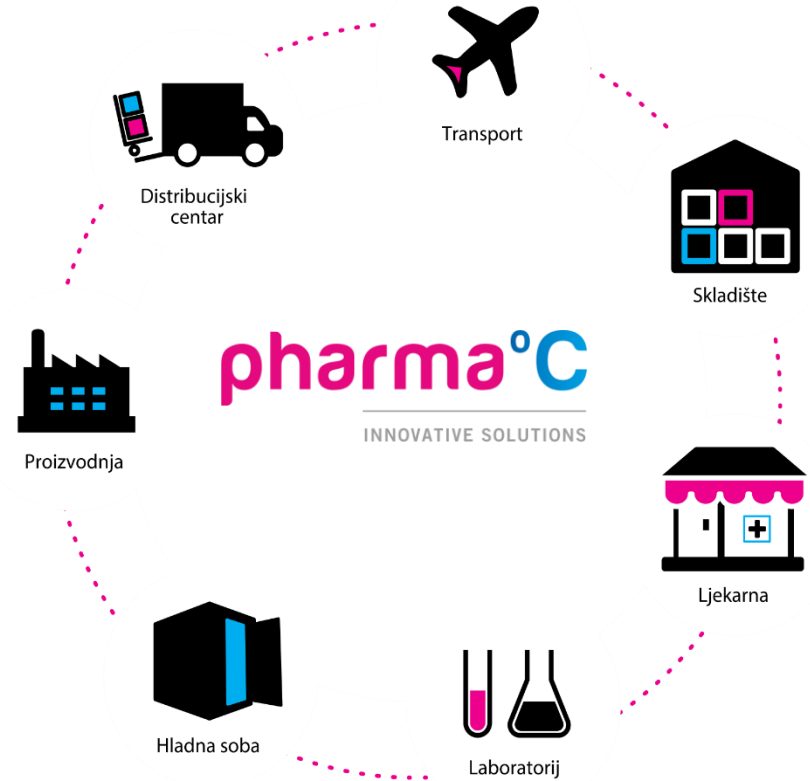 Transport
Distribucijski
centar
Skladište
pharma°C
INNOVATIVE SOLUTIONS
Proizvodnja
Ljekarna
Hladna soba
Laboratorij